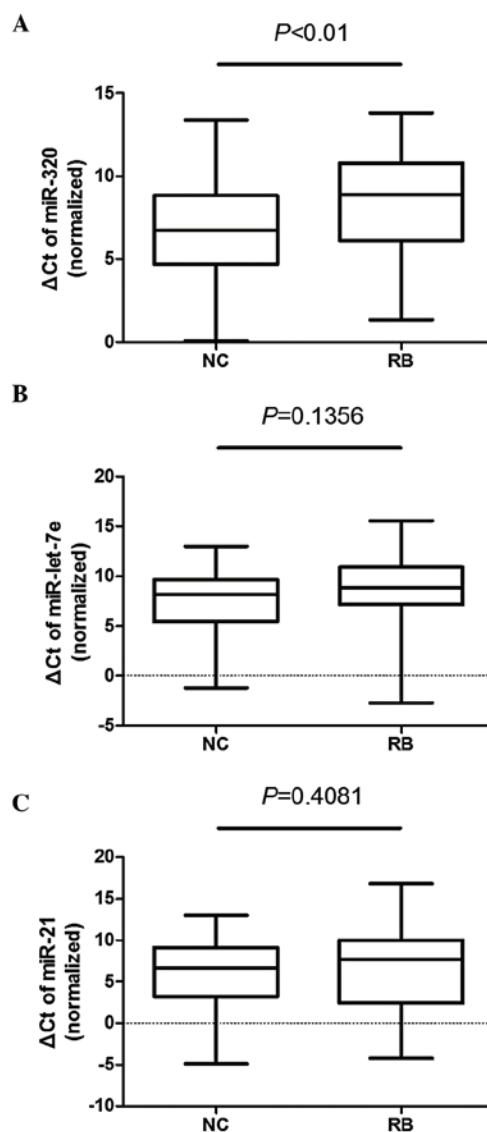 A
P<0.01
ΔCt of miR-320
(normalized)
15
10
5
0
NC
RB
B
P=0.1356
ΔCt of miR-let-7e
(normalized)
20
15
10
5
0
-5
NC
RB
C
P=0.4081
ΔCt of miR-21
(normalized)
20
15
10
5
0
-5
-10
NC
RB